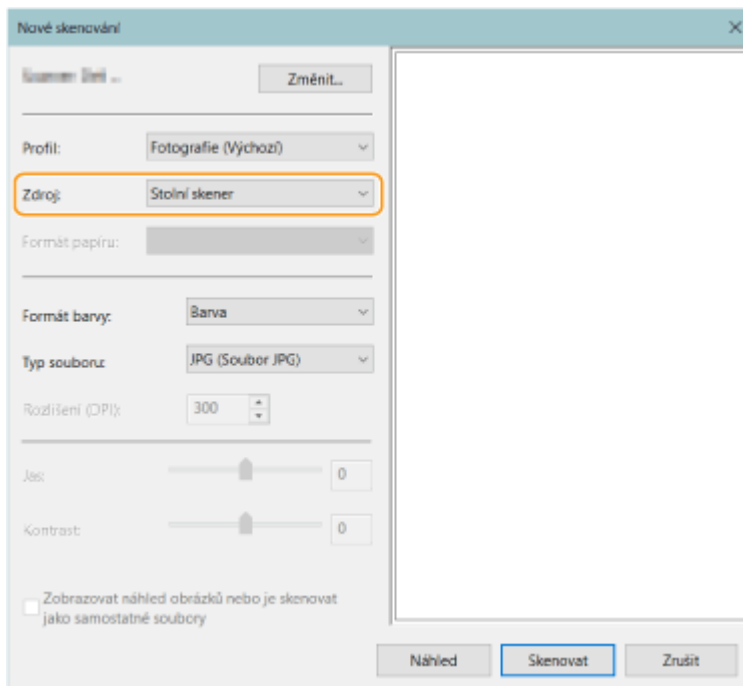 Nové skenování
Změnit...
Profil: Fotografie (Výchozí)
Zdroj: Stolní skener
Formát papíru:
Formát barvy: Barva
Typ souboru: JPG (Soubor JPG)
Rozlišení (DPI): 300
Jas: 0
Kontrast: 0
Zobrazovat náhled obrázků nebo je skenovat
jako samostatné soubory
Náhled Skenovat Zrušit